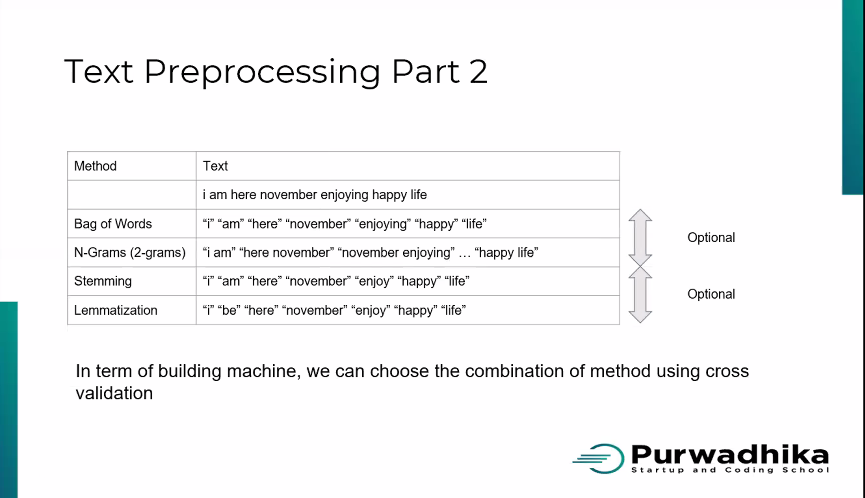 Text Preprocessing Part 2
Method Text
i am here november enjoying happy life
Bag of Words “i” “am” “here” “november” “enjoying” “happy” “life”
N-Grams (2-grams) “i am” “here november” “november enjoying” … “happy life”
Stemming “i” “am” “here” “november” “enjoy” “happy” “life”
Lemmatization “i” “be” “here” “november” “enjoy” “happy” “life”
Optional
Optional
In term of building machine, we can choose the combination of method using cross
validation
Purwadhika
Startup and Coding School